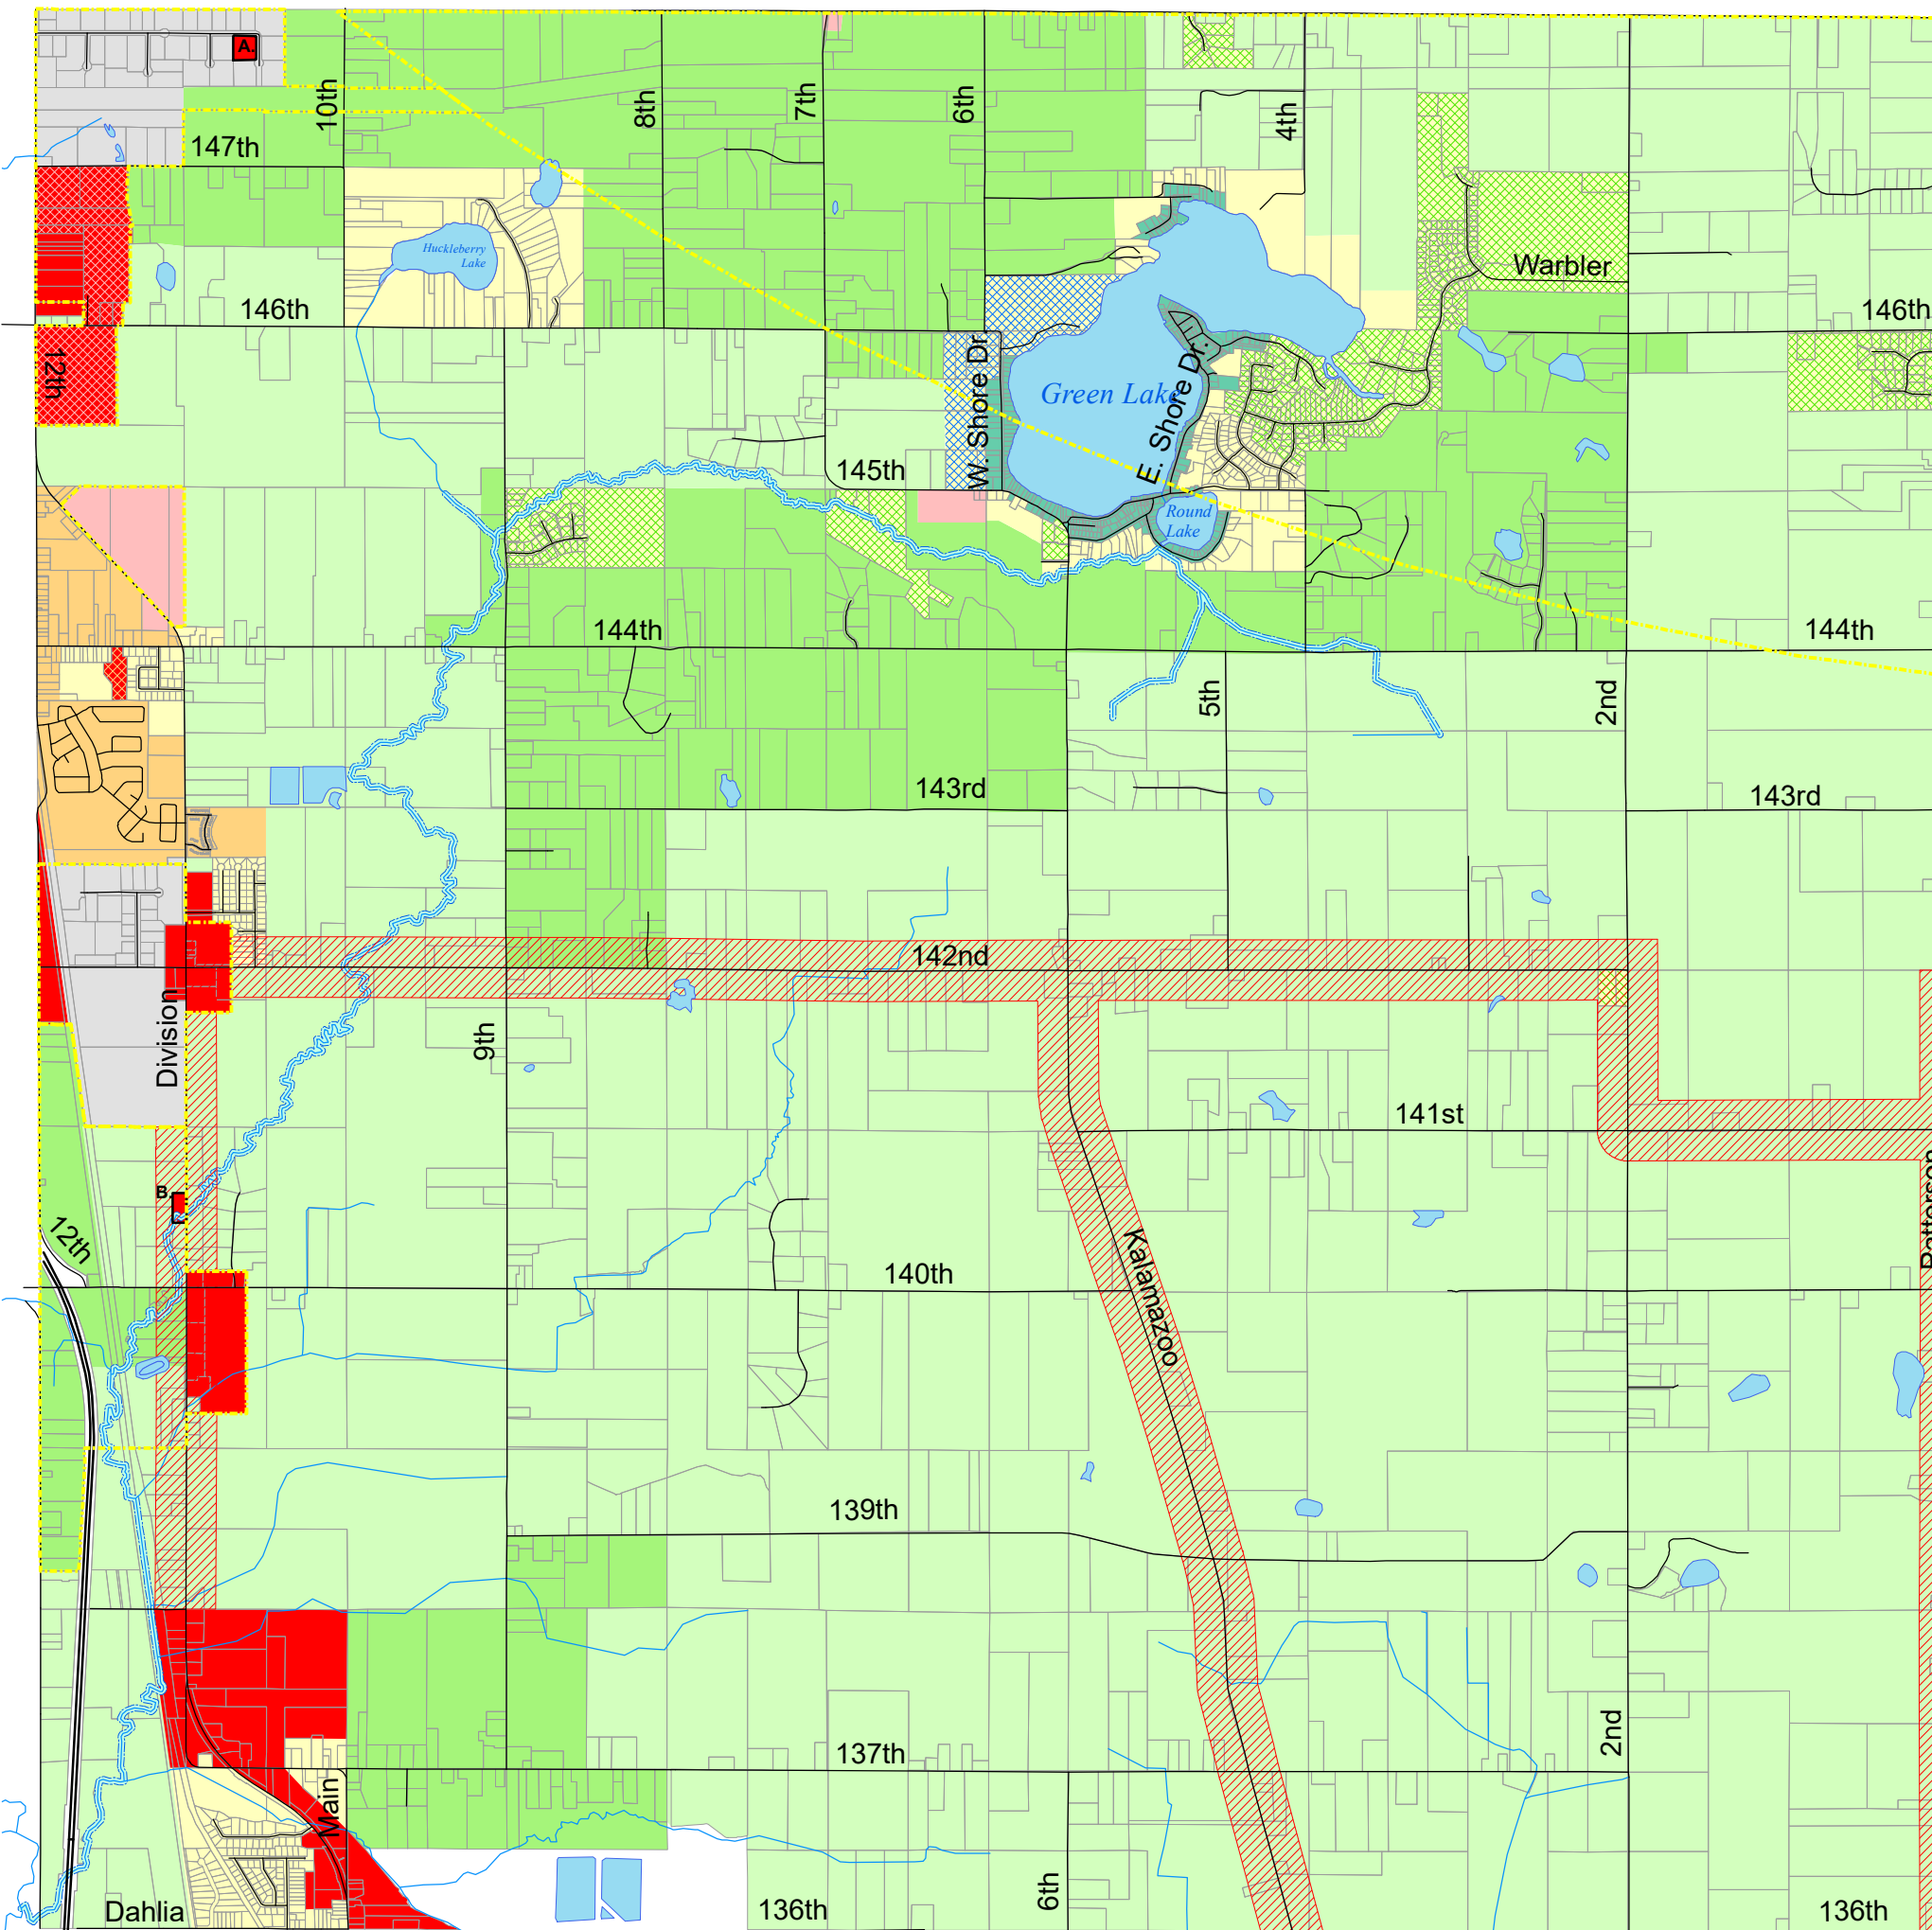 A.
10th
8th
7th
6th
4th
147th
Huckleberry
Lake
Warbler
146th
146th
12th
W. Shore Dr.
Green Lake
E. Shore Dr.
145th
Round
Lake
144th
144th
5th
2nd
143rd
143rd
142nd
Division
9th
141st
B.
12th
Kalamazoo
Patterson
140th
139th
2nd
137th
Main
6th
Dahlia
136th
136th